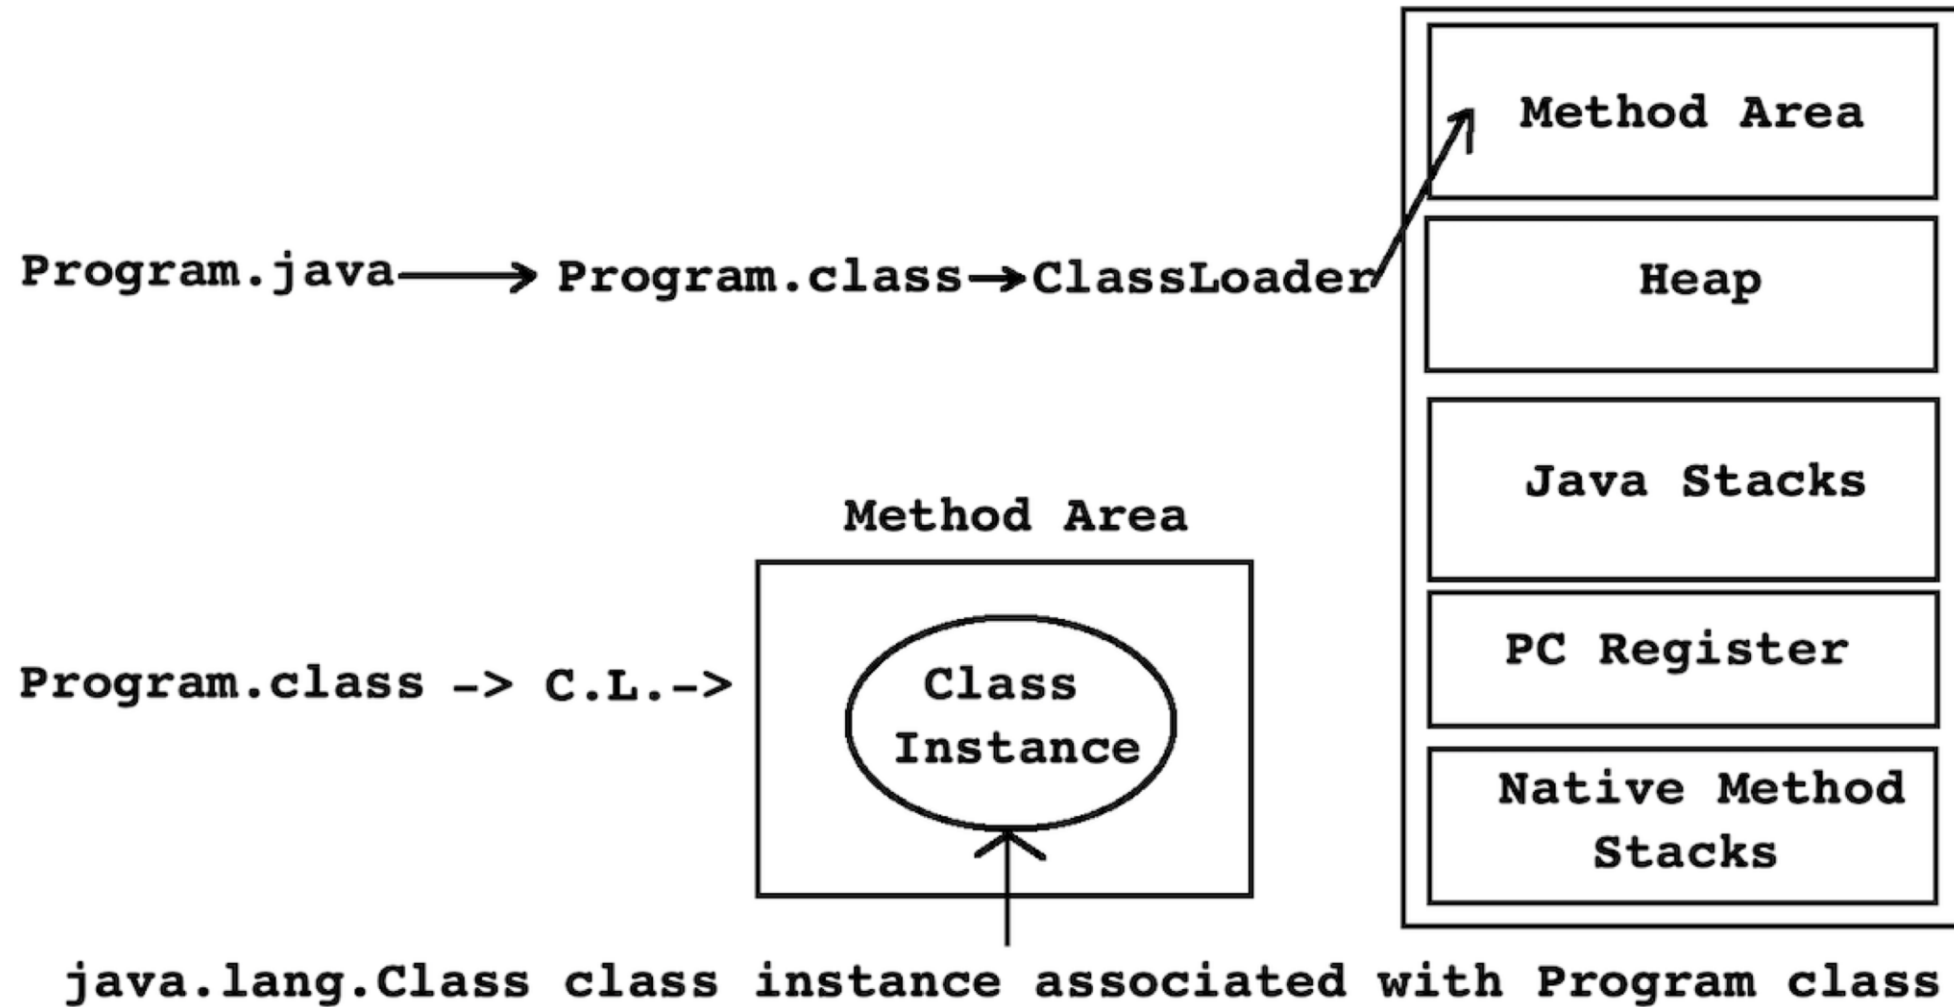 Method Area
Program.java Program.class ClassLoader
Heap
Java Stacks
Method Area
PC Register
Program.class -> C.L.->
Class
Instance
Native Method
Stacks
java.lang.Class class instance associated with Program class